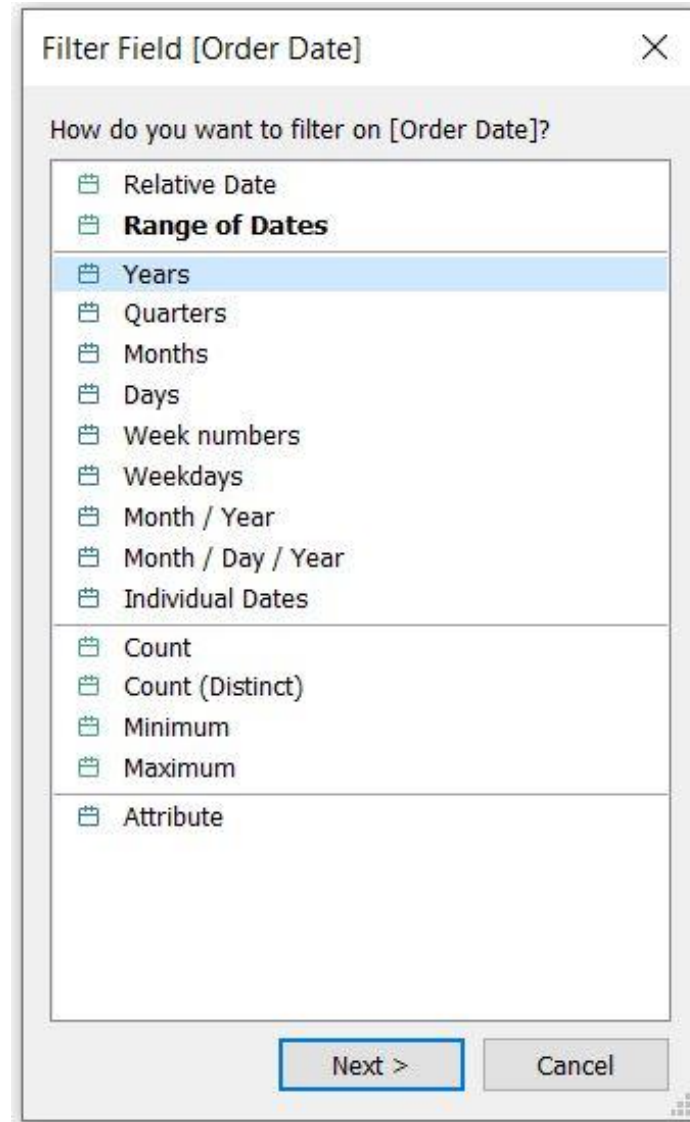 Filter Field [Order Date]
How do you want to filter on [Order Date]?
Relative Date
Range of Dates
Years
Quarters
Months
Days
Week numbers
Weekdays
Month / Year
Month / Day / Year
Individual Dates
Count
Count (Distinct)
Minimum
Maximum
Attribute
Next >
Cancel